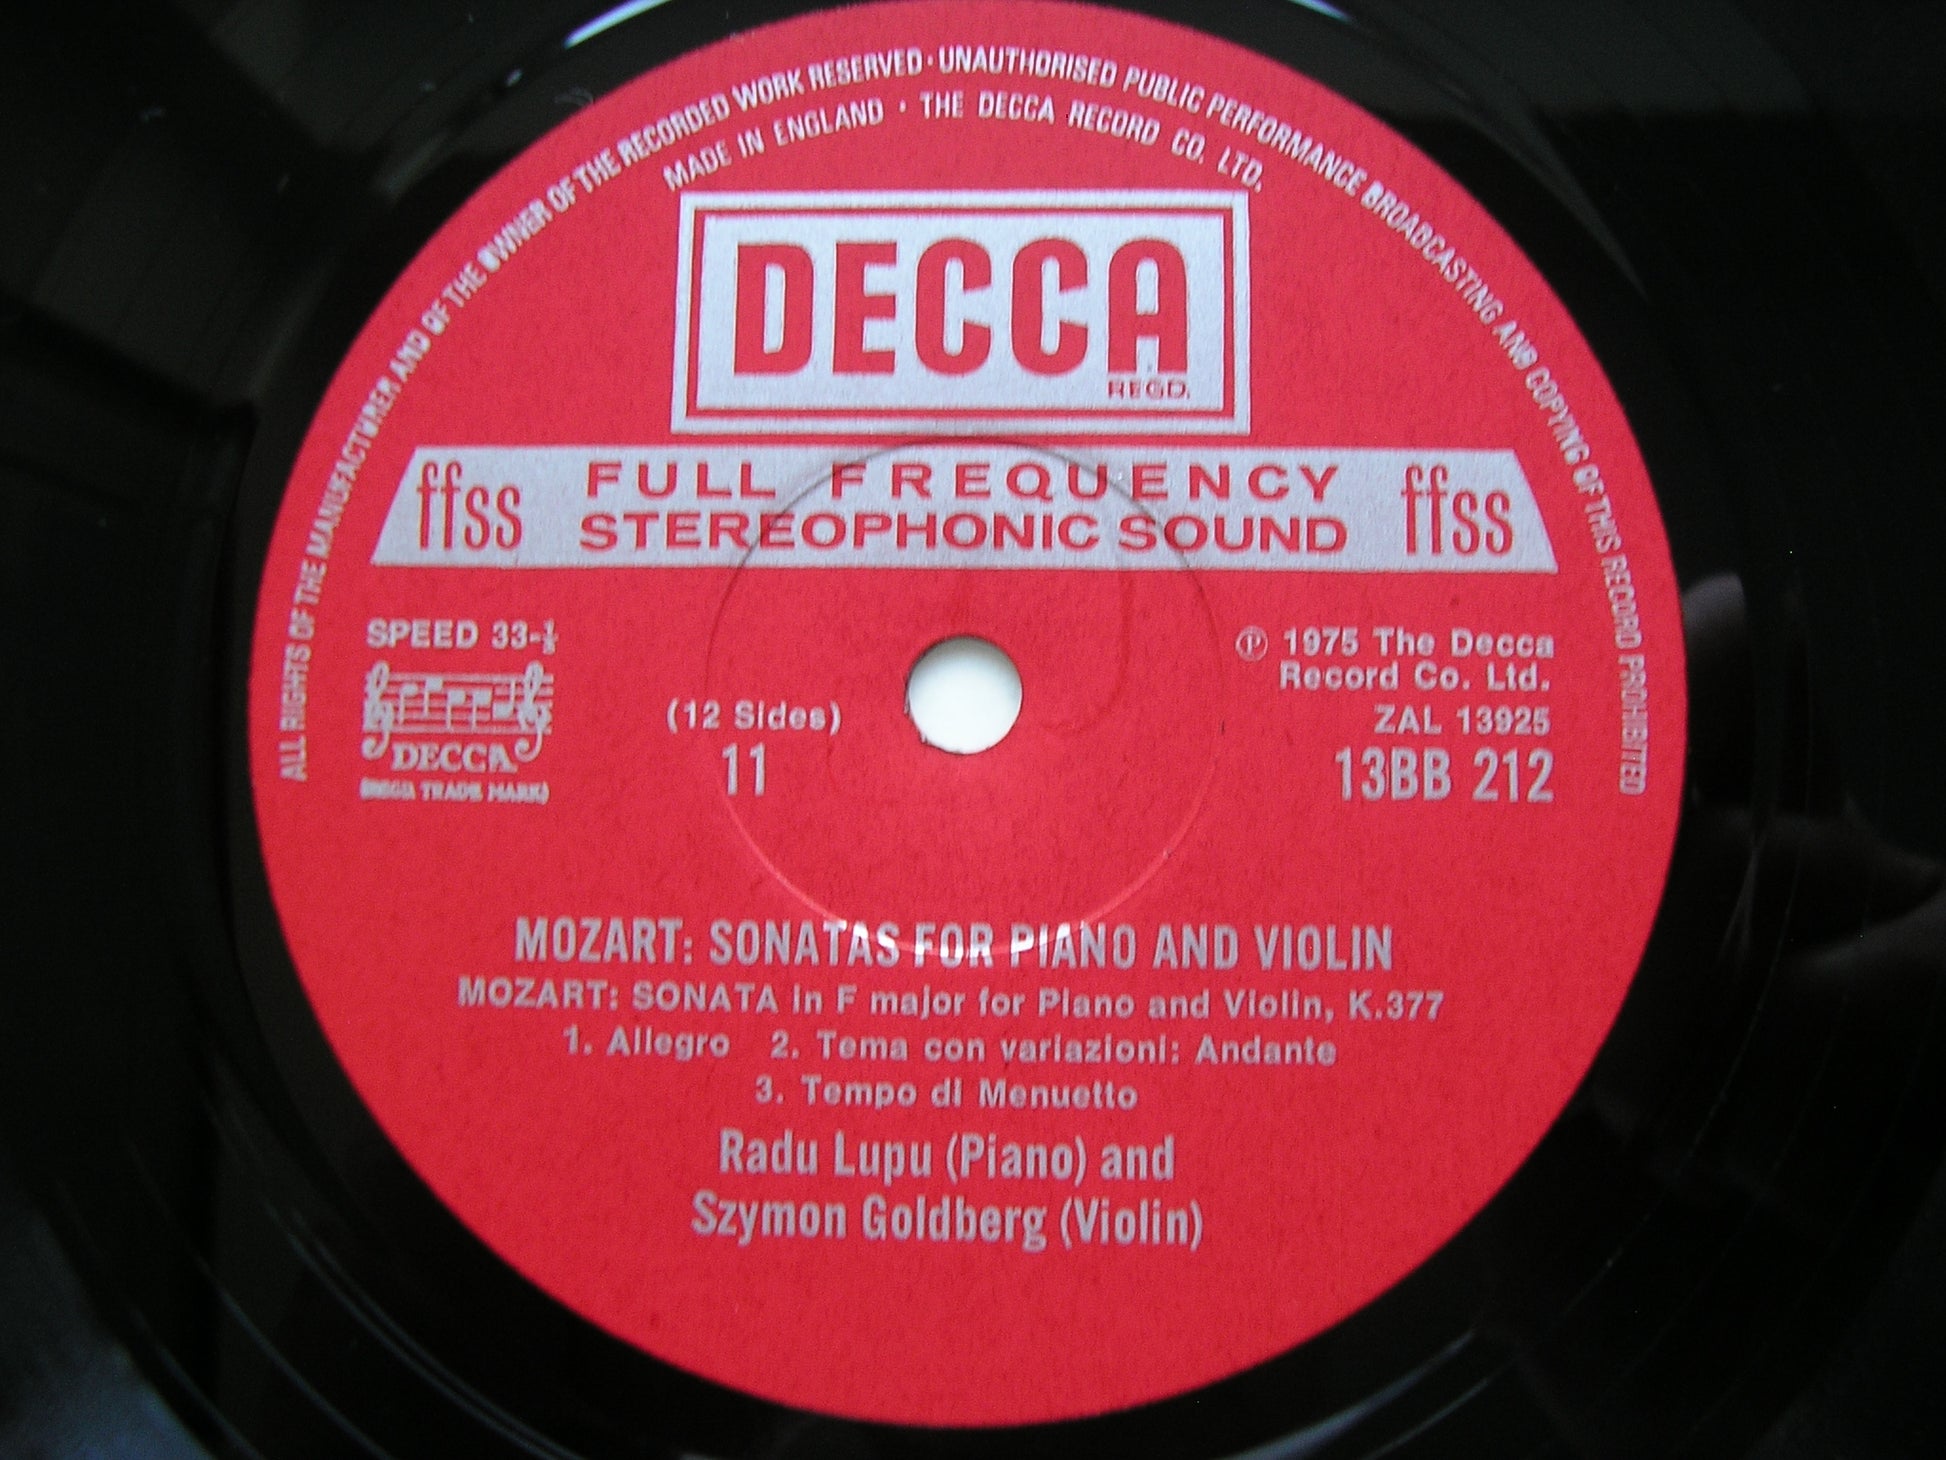 ALL RIGHTS OF THE MANUFACTURER AND OF THE OWNER OF THE RECORDED WORK RESERVED · UNAUTHORISED PUBLIC PERFORMANCE BROADCASTING AND COPYING OF THIS RECORD PROHIBITED
MADE IN ENGLAND · THE DECCA RECORD CO. LTD.
DECCA
REGD.
ffss FULL FREQUENCY STEREOPHONIC SOUND ffss
SPEED 33-⅓
DECCA
TRADE MARK)
(12 Sides)
11
℗ 1975 The Decca
Record Co. Ltd.
ZAL 13925
13BB 212
MOZART: SONATAS FOR PIANO AND VIOLIN
MOZART: SONATA in F major for Piano and Violin, K.377
1. Allegro 2. Tema con variazioni: Andante
3. Tempo di Menuetto
Radu Lupu (Piano) and
Szymon Goldberg (Violin)